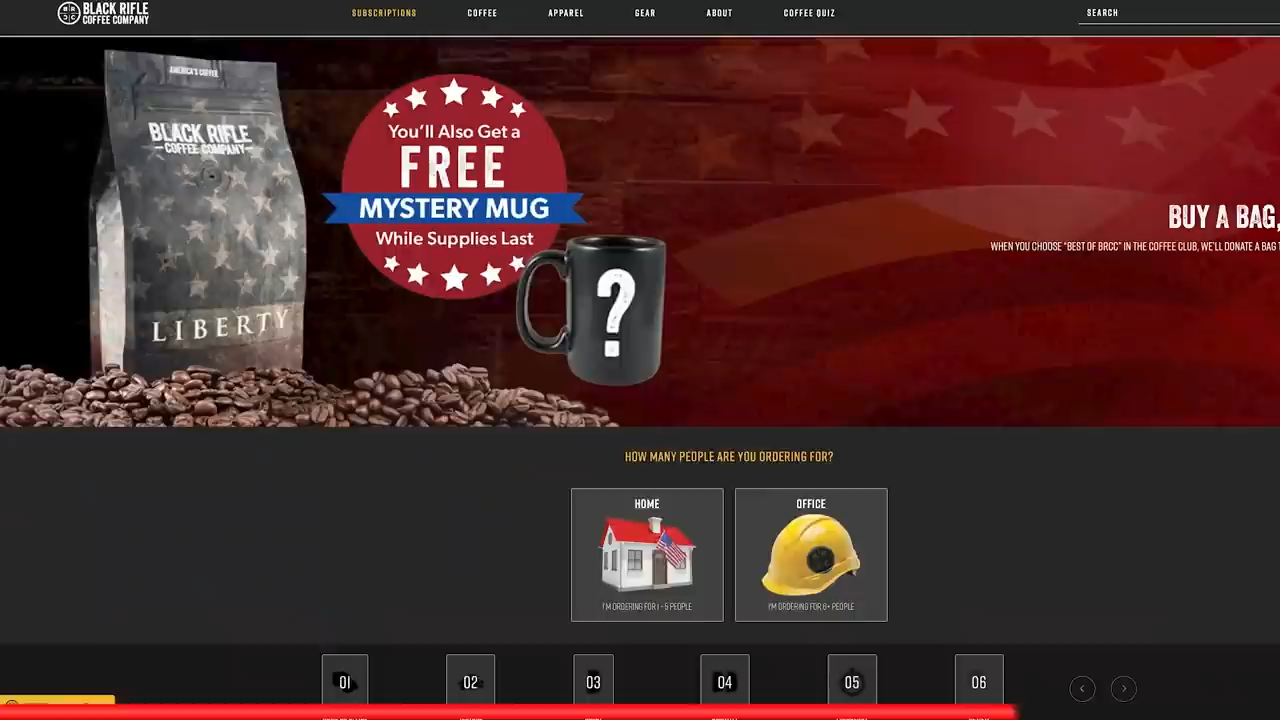 BLACK RIFLE
COFFEE COMPANY
SUBSCRIPTIONS
COFFEE
APPAREL
GEAR
ABOUT
COFFEE QUIZ
SEARCH
AMERICA'S COFFEE
BLACK RIFLE
COFFEE COMPANY
LIBERTY
You'll Also Get a
FREE
MYSTERY MUG
While Supplies Last
?
BUY A BAG,
WHEN YOU CHOOSE "BEST OF BRCC" IN THE COFFEE CLUB, WE'LL DONATE A BAG
HOW MANY PEOPLE ARE YOU ORDERING FOR?
HOME
I'M ORDERING FOR 1 - 5 PEOPLE
OFFICE
I'M ORDERING FOR 6+ PEOPLE
01
02
03
04
05
06